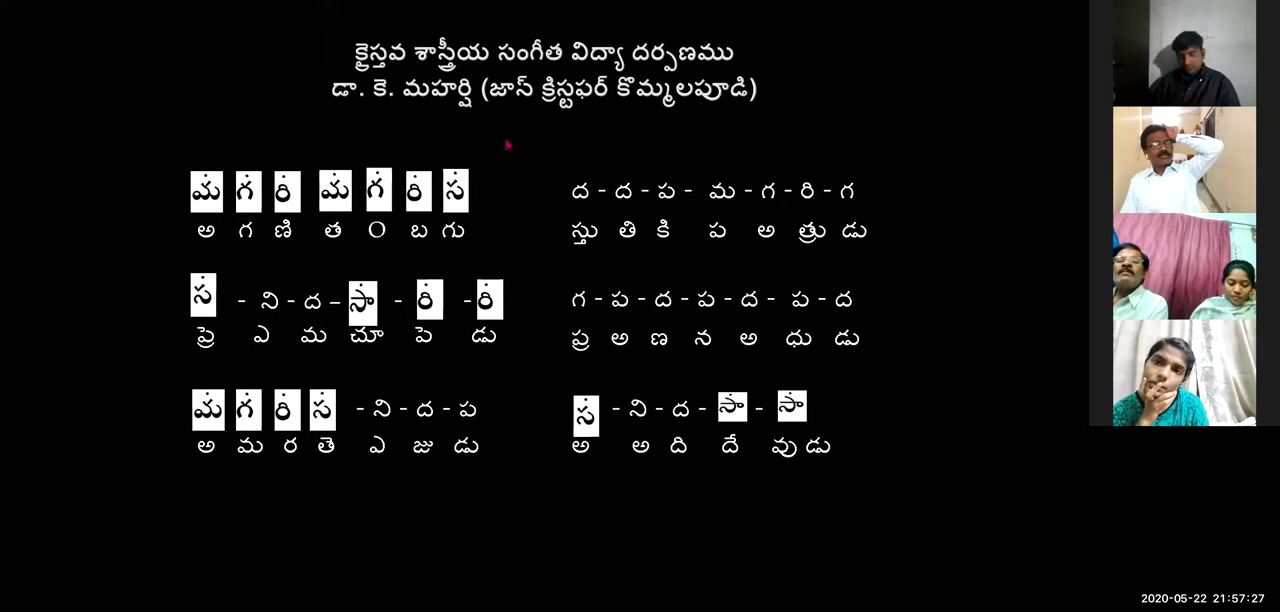 క్రైస్తవ శాస్త్రీయ సంగీత విద్యా దర్పణము
డా. కె. మహర్షి (జాస్ క్రిస్టఫర్ కొమ్మలపూడి)
మ̇ గ̇ రి̇ మ̇ గ̇ రి̇ స̇ ద - ద - ప - మ - గ - రి - గ
అ గ ణి త ం బ గు స్తు తి కి ప అ త్రు డు
స̇ - ని - ద – సా̇ - రి̇ - రి̇ గ - ప - ద - ప - ద - ప - ద
ప్రె ఎ మ చూ పె డు ప్ర అ ణ న అ ధు డు
మ̇ గ̇ రి̇ స̇ - ని - ద - ప స̇ - ని - ద - సా̇ - సా̇
అ మ ర తె ఎ జు డు అ అ ది దే వు డు
2020-05-22 21:57:27